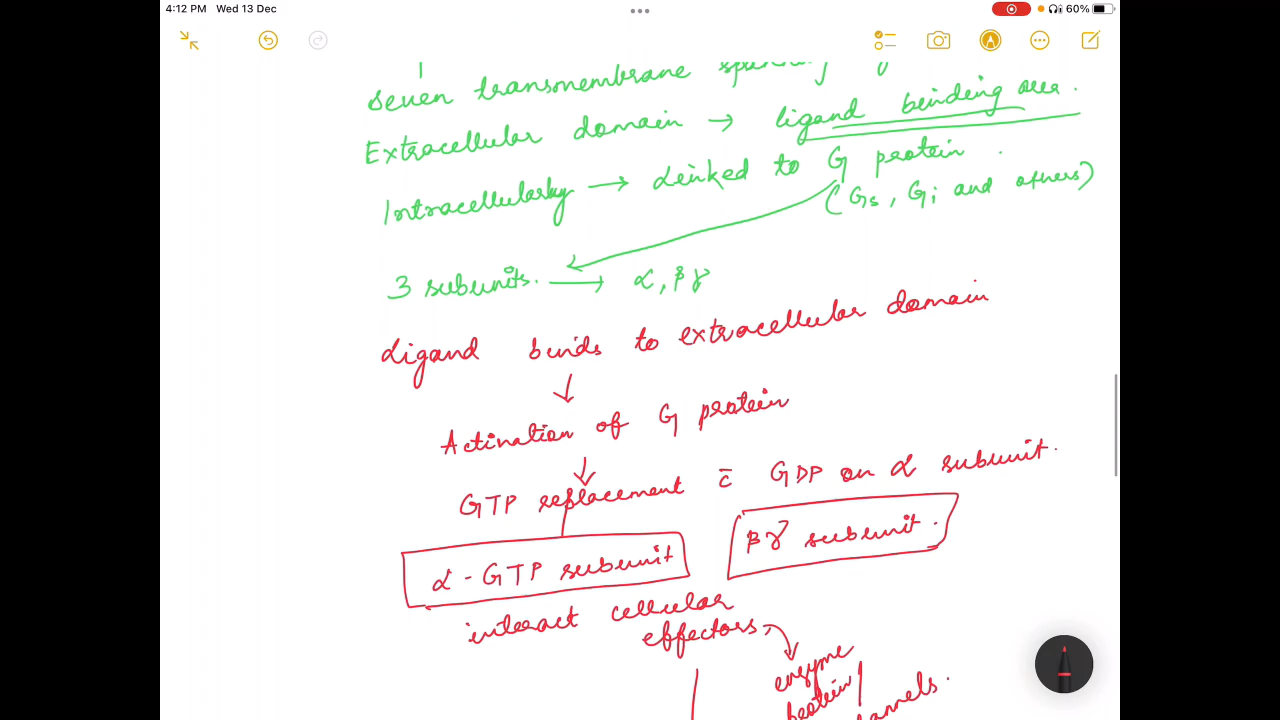 4:12 PM Wed 13 Dec
60%
Seven transmembrane
Extracellular domain → ligand binding area.
Intracellularly → Linked to G protein.
(Gs, Gi and others)
3 subunits. → α, βγ
Ligand binds to extracellular domain
↓
Activation of G protein
↓
GTP replacement c̄ GDP on α subunit.
α - GTP subunit
βγ subunit.
interact cellular
effectors,
enzyme
protein